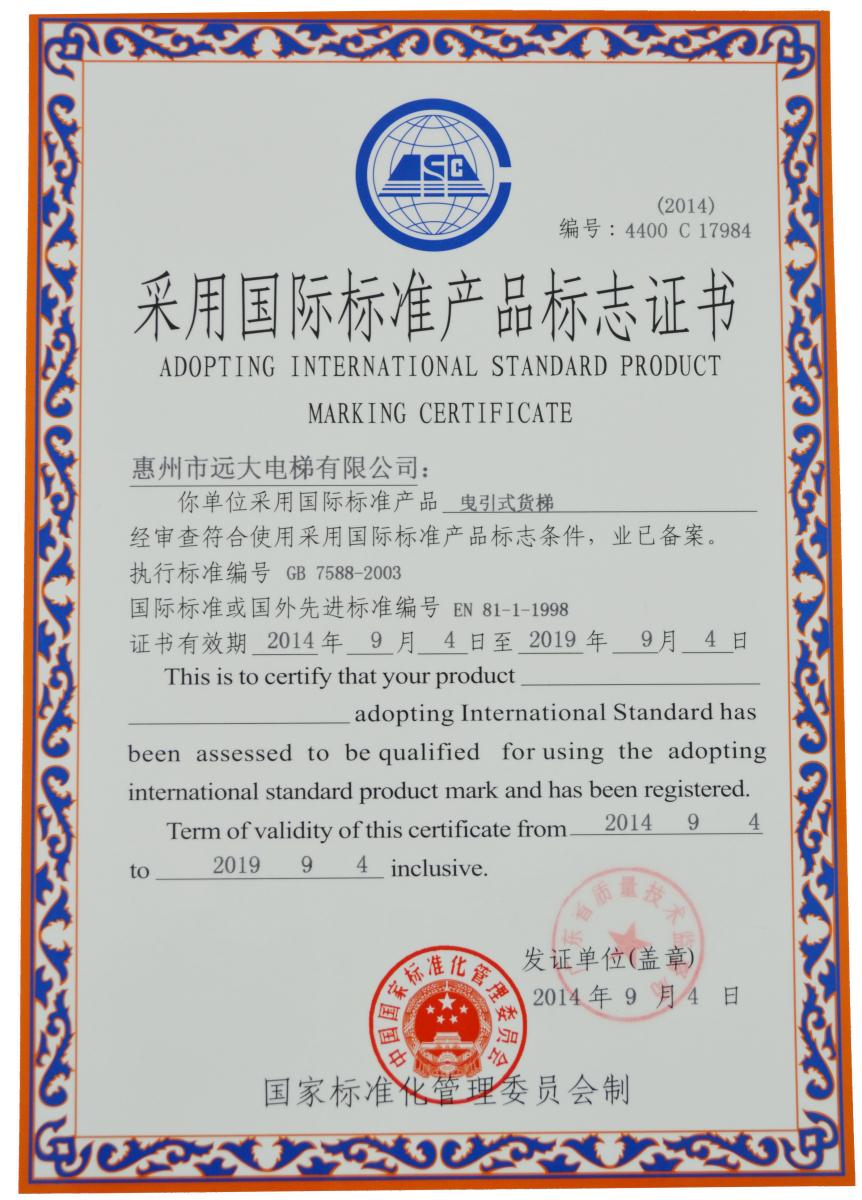 (2014)
编号：4400 C 17984
采用国际标准产品标志证书
ADOPTING INTERNATIONAL STANDARD PRODUCT
MARKING CERTIFICATE
惠州市远大电梯有限公司：
你单位采用国际标准产品 曳引式货梯
经审查符合使用采用国际标准产品标志条件，业已备案。
执行标准编号 GB 7588-2003
国际标准或国外先进标准编号 EN 81-1-1998
证书有效期 2014 年 9 月 4 日至 2019 年 9 月 4 日
This is to certify that your product
adopting International Standard has
been assessed to be qualified for using the adopting
international standard product mark and has been registered.
Term of validity of this certificate from 2014 9 4
to 2019 9 4 inclusive.
广东省质量技术监督局
发证单位(盖章)
2014 年 9 月 4 日
中国国家标准化管理委员会
国家标准化管理委员会制